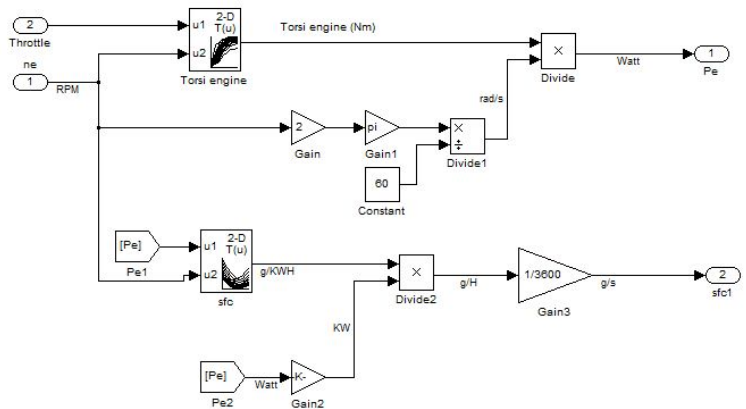 2
Throttle
ne
1
RPM
u1
u2
2-D
T(u)
Torsi engine
Torsi engine (Nm)
×
Divide
Watt
1
Pe
rad/s
2
Gain
pi
Gain1
×
÷
Divide1
60
Constant
[Pe]
Pe1
u1
u2
2-D
T(u)
sfc
g/KWH
×
Divide2
g/H
1/3600
Gain3
g/s
2
sfc1
KW
[Pe]
Pe2
Watt
-K-
Gain2